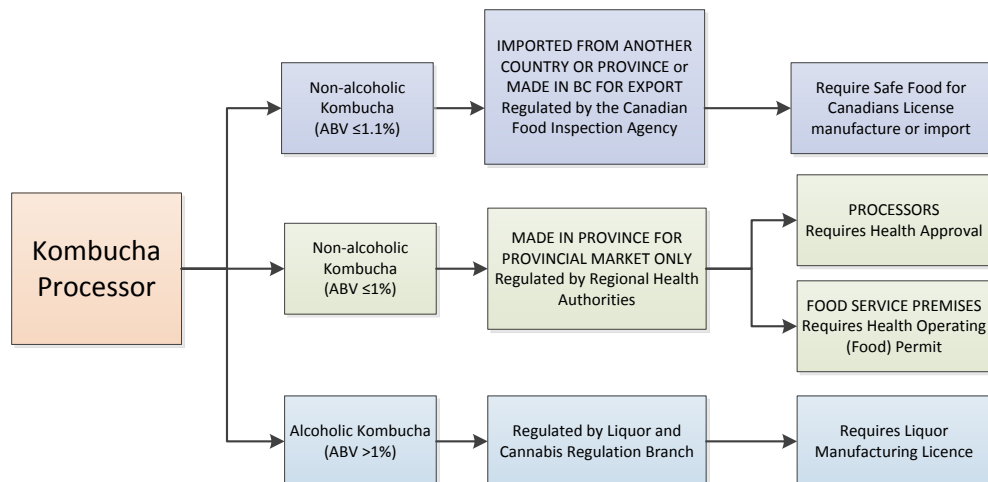 Kombucha
Processor
Non-alcoholic
Kombucha
(ABV ≤1.1%)
IMPORTED FROM ANOTHER
COUNTRY OR PROVINCE or
MADE IN BC FOR EXPORT
Regulated by the Canadian
Food Inspection Agency
Require Safe Food for
Canadians License
manufacture or import
Non-alcoholic
Kombucha
(ABV ≤1%)
MADE IN PROVINCE FOR
PROVINCIAL MARKET ONLY
Regulated by Regional Health
Authorities
PROCESSORS
Requires Health Approval
FOOD SERVICE PREMISES
Requires Health Operating
(Food) Permit
Alcoholic Kombucha
(ABV >1%)
Regulated by Liquor and
Cannabis Regulation Branch
Requires Liquor
Manufacturing Licence